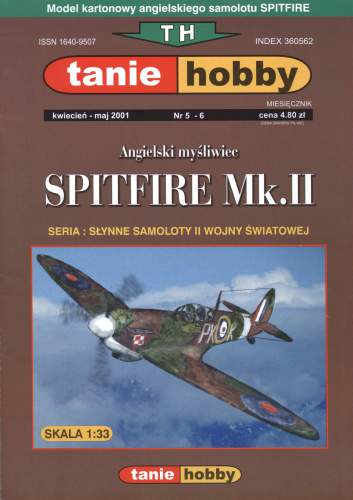 Model kartonowy angielskiego samolotu SPITFIRE
ISSN 1640-9507
TH
INDEX 360562
tanie hobby
MIESIĘCZNIK
kwiecień - maj 2001
Nr 5 - 6
cena 4.80 zł
Angielski myśliwiec
SPITFIRE Mk.II
SERIA : SŁYNNE SAMOLOTY II WOJNY ŚWIATOWEJ
PK K
SKALA 1:33
tanie hobby